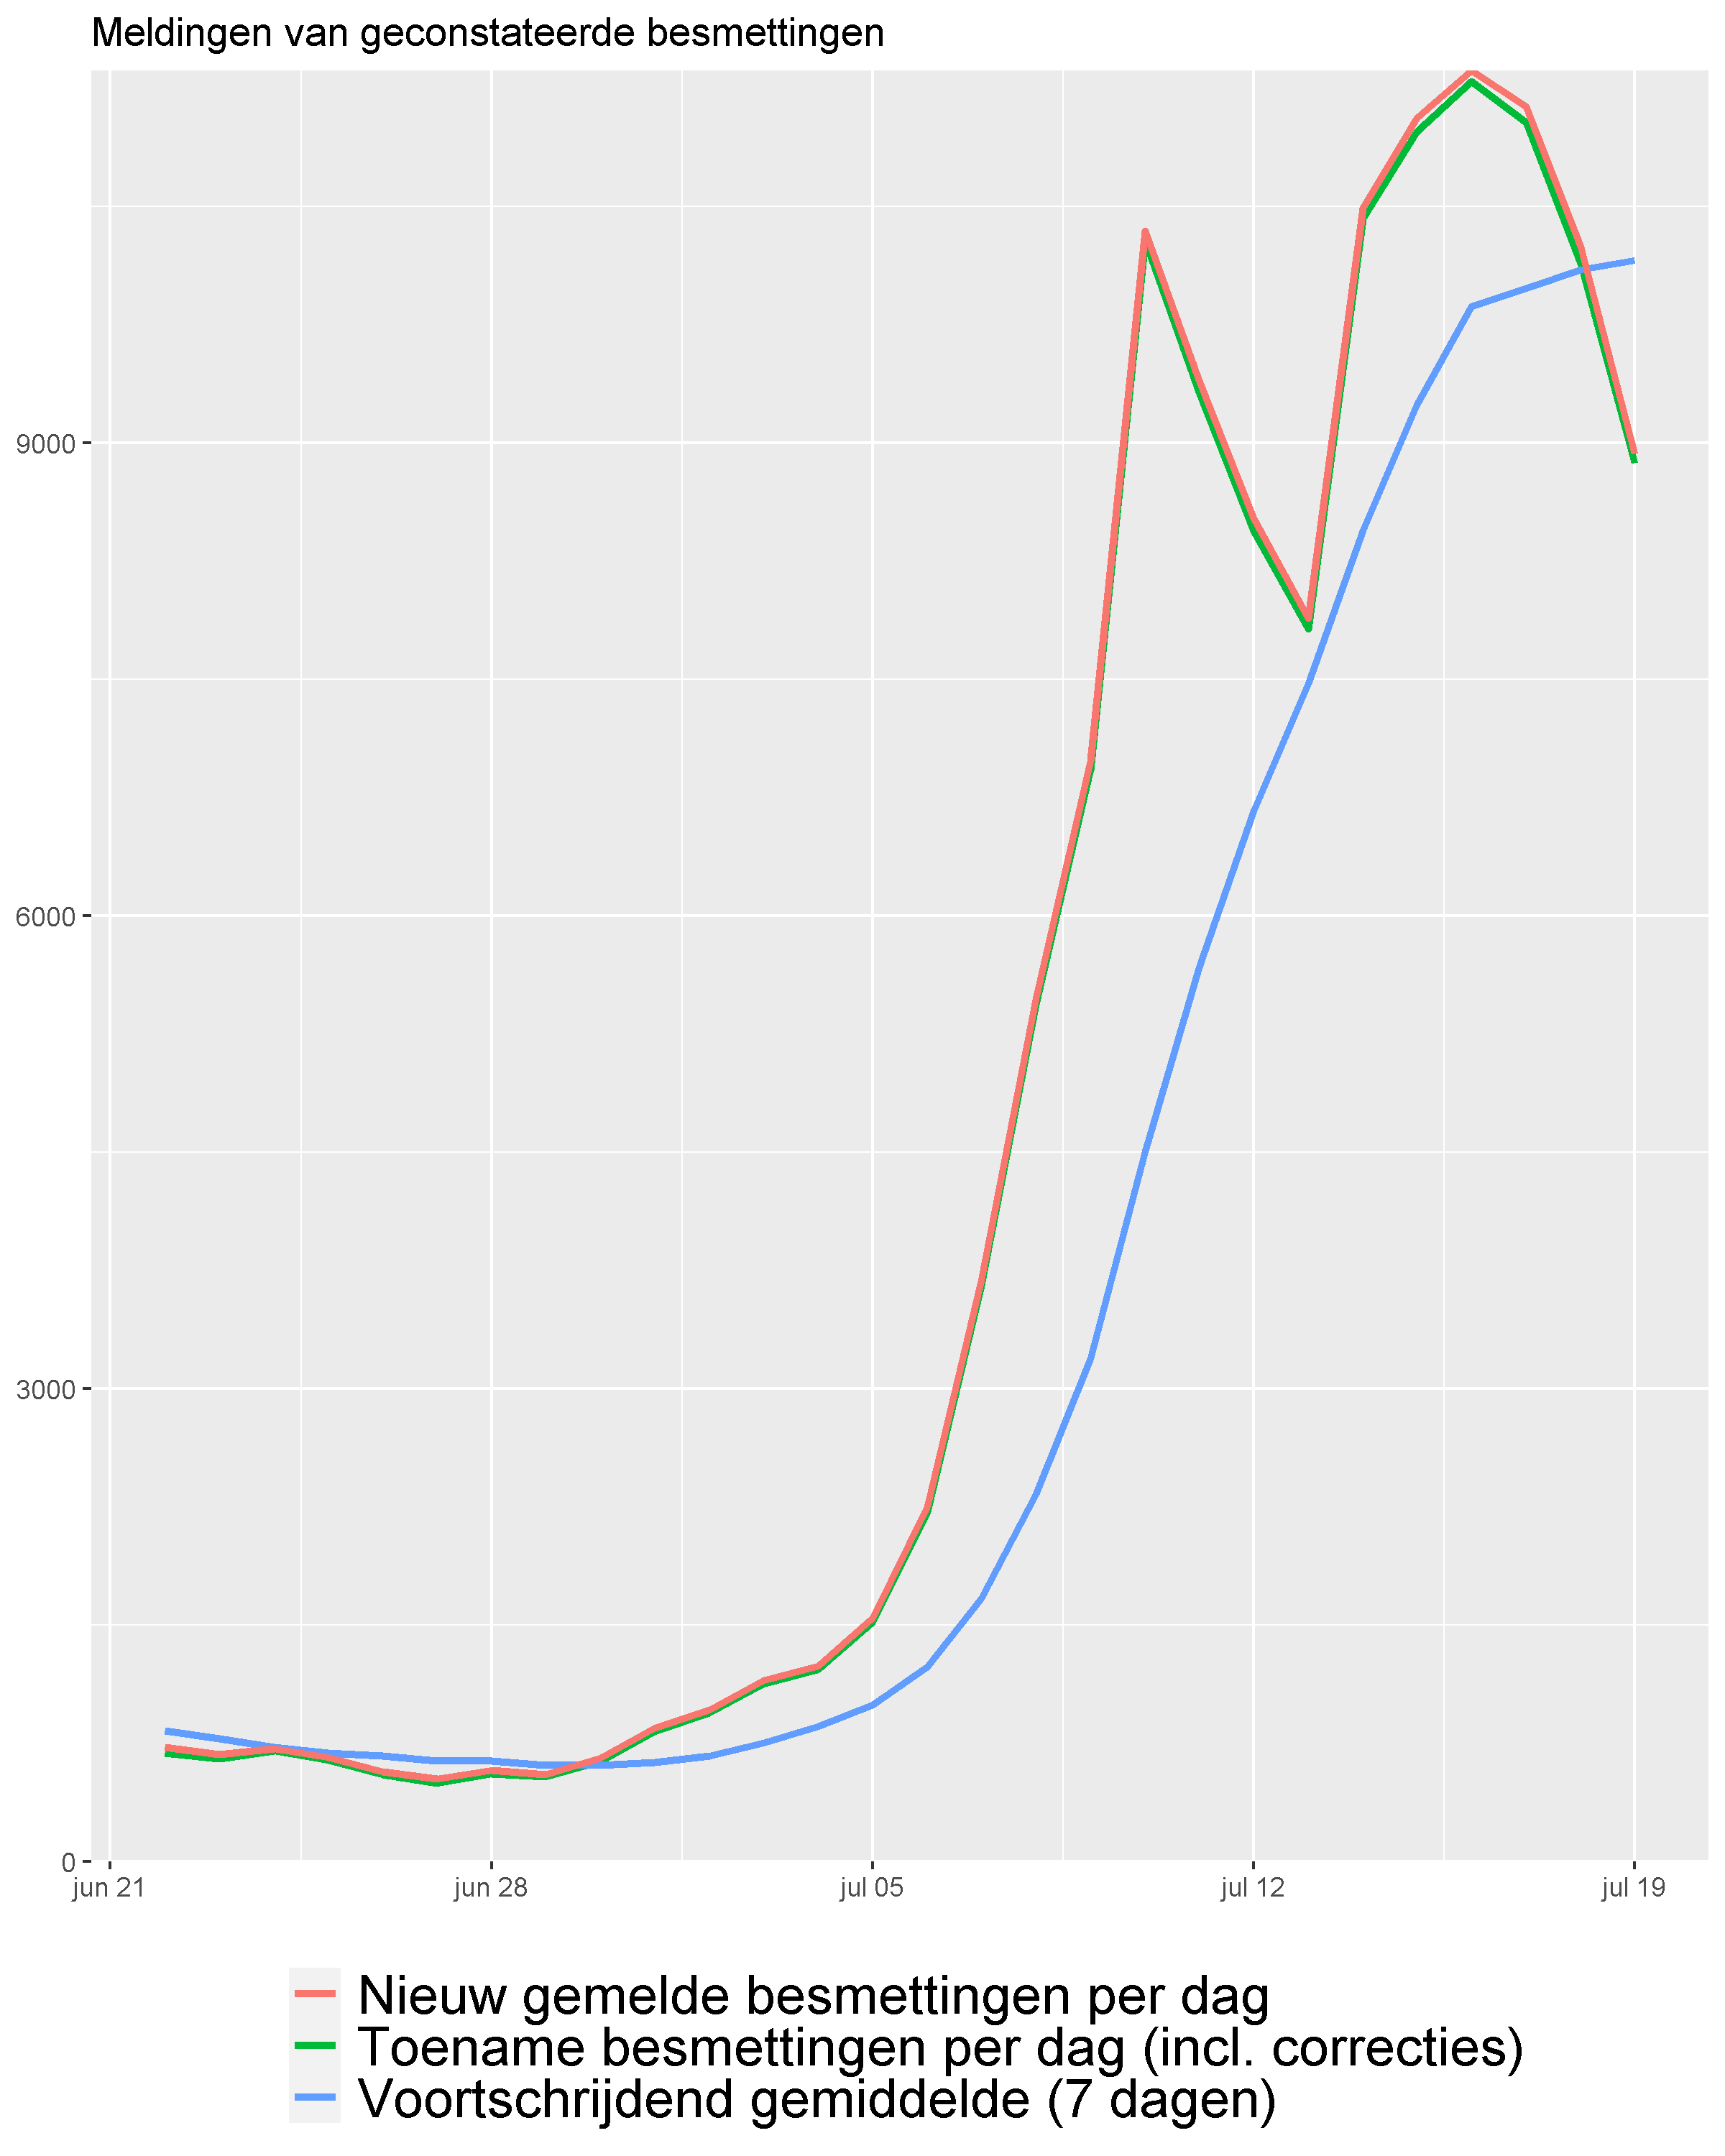 Meldingen van geconstateerde besmettingen
9000
6000
3000
0
jun 21 jun 28 jul 05 jul 12 jul 19
Nieuw gemelde besmettingen per dag
Toename besmettingen per dag (incl. correcties)
Voortschrijdend gemiddelde (7 dagen)